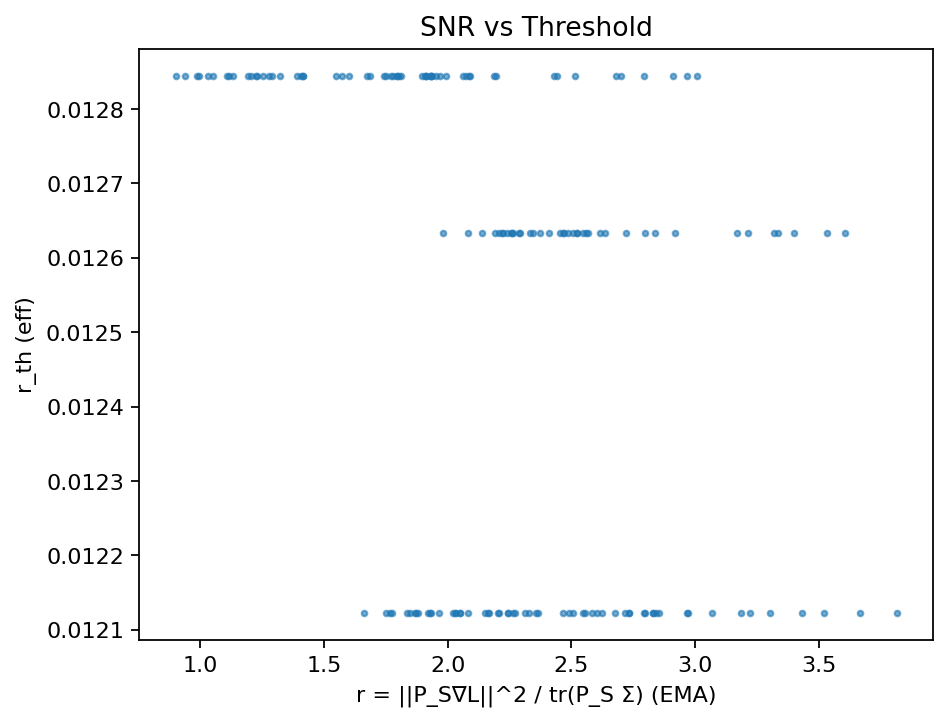 SNR vs Threshold
0.0128
0.0127
0.0126
0.0125
0.0124
0.0123
0.0122
0.0121
r_th (eff)
1.0 1.5 2.0 2.5 3.0 3.5
r = ||P_S∇L||^2 / tr(P_S Σ) (EMA)